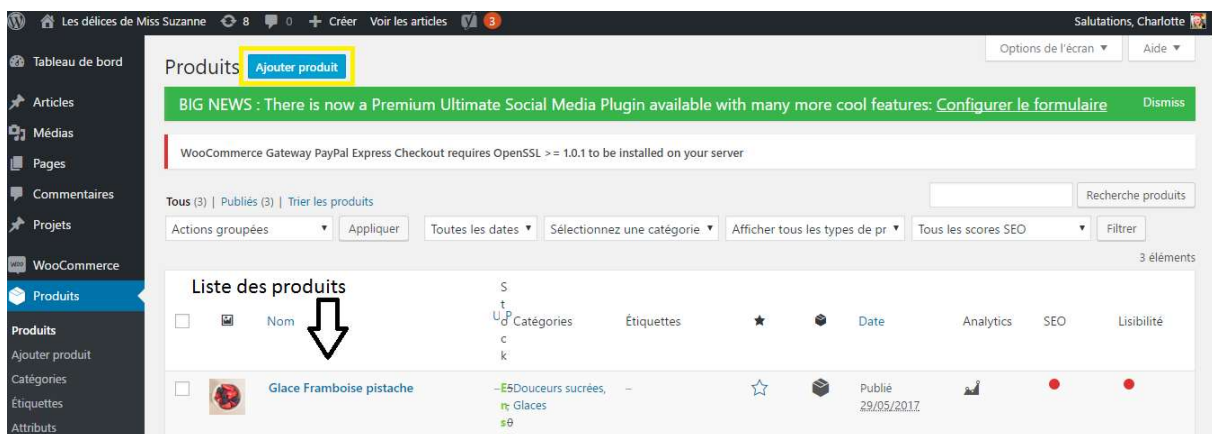 Les délices de Miss Suzanne 8 0 + Créer Voir les articles 3 Salutations, Charlotte
Options de l'écran ▼ Aide ▼
Tableau de bord
Articles
Médias
Pages
Commentaires
Projets
WooCommerce
Produits
Produits
Ajouter produit
Catégories
Étiquettes
Attributs
Produits Ajouter produit
BIG NEWS : There is now a Premium Ultimate Social Media Plugin available with many more cool features: Configurer le formulaire Dismiss
WooCommerce Gateway PayPal Express Checkout requires OpenSSL >= 1.0.1 to be installed on your server
Tous (3) | Publiés (3) | Trier les produits
Recherche produits
Actions groupées ▼ Appliquer Toutes les dates ▼ Sélectionnez une catégorie ▼ Afficher tous les types de pr ▼ Tous les scores SEO ▼ Filtrer
3 éléments
Liste des produits
Nom Stock Catégories Étiquettes Date Analytics SEO Lisibilité
Glace Framboise pistache – Douceurs sucrées, – Publié
Glaces 29/05/2017